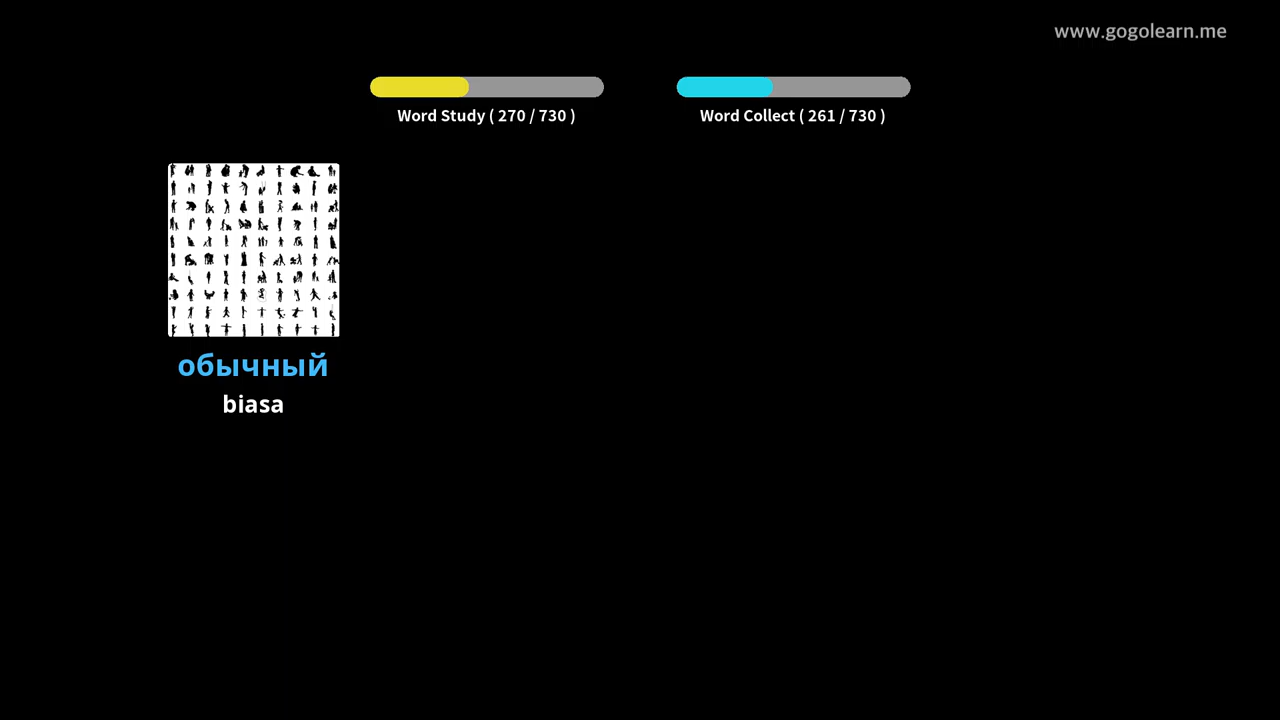 www.gogolearn.me
Word Study ( 270 / 730 )
Word Collect ( 261 / 730 )
обычный
biasa